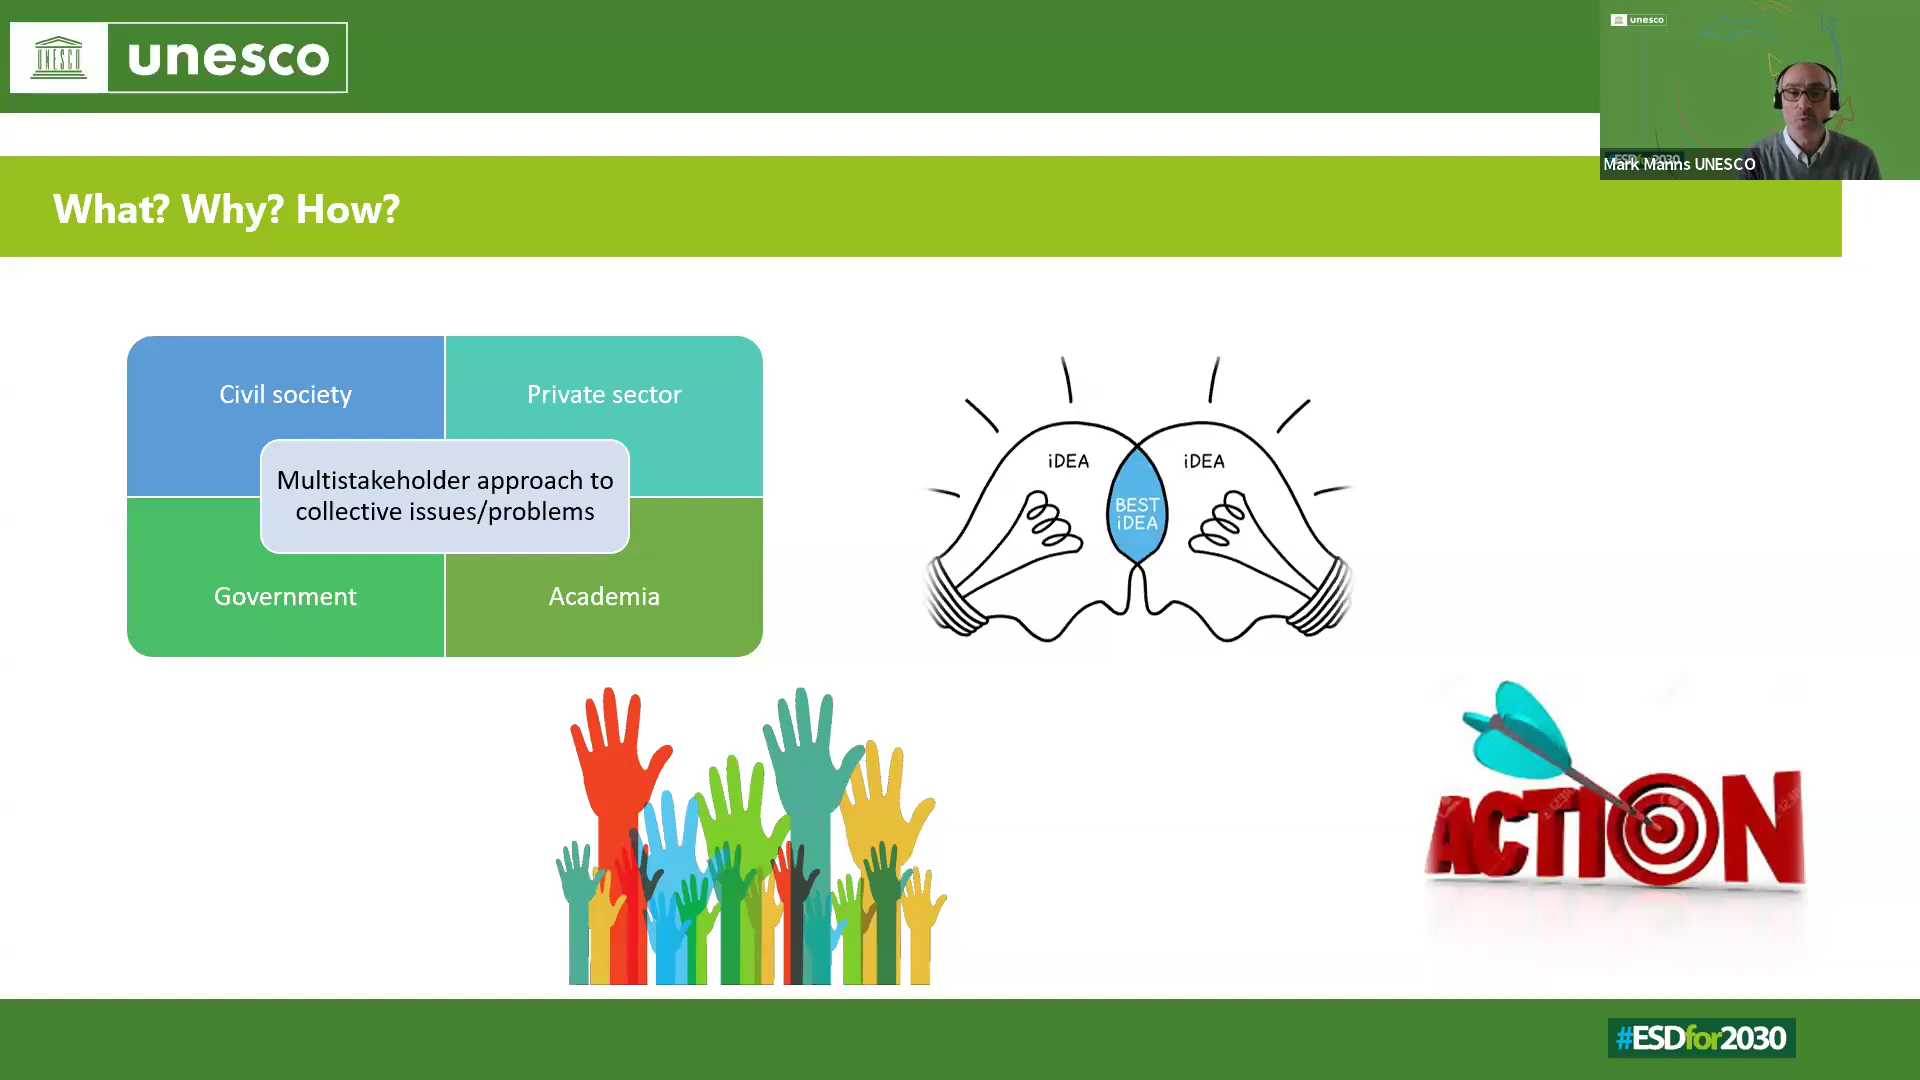 UNESCO
unesco
unesco
Mark Manns UNESCO
What? Why? How?
Civil society
Private sector
Multistakeholder approach to
collective issues/problems
Government
Academia
iDEA
iDEA
BEST
iDEA
ACTION
#ESDfor2030